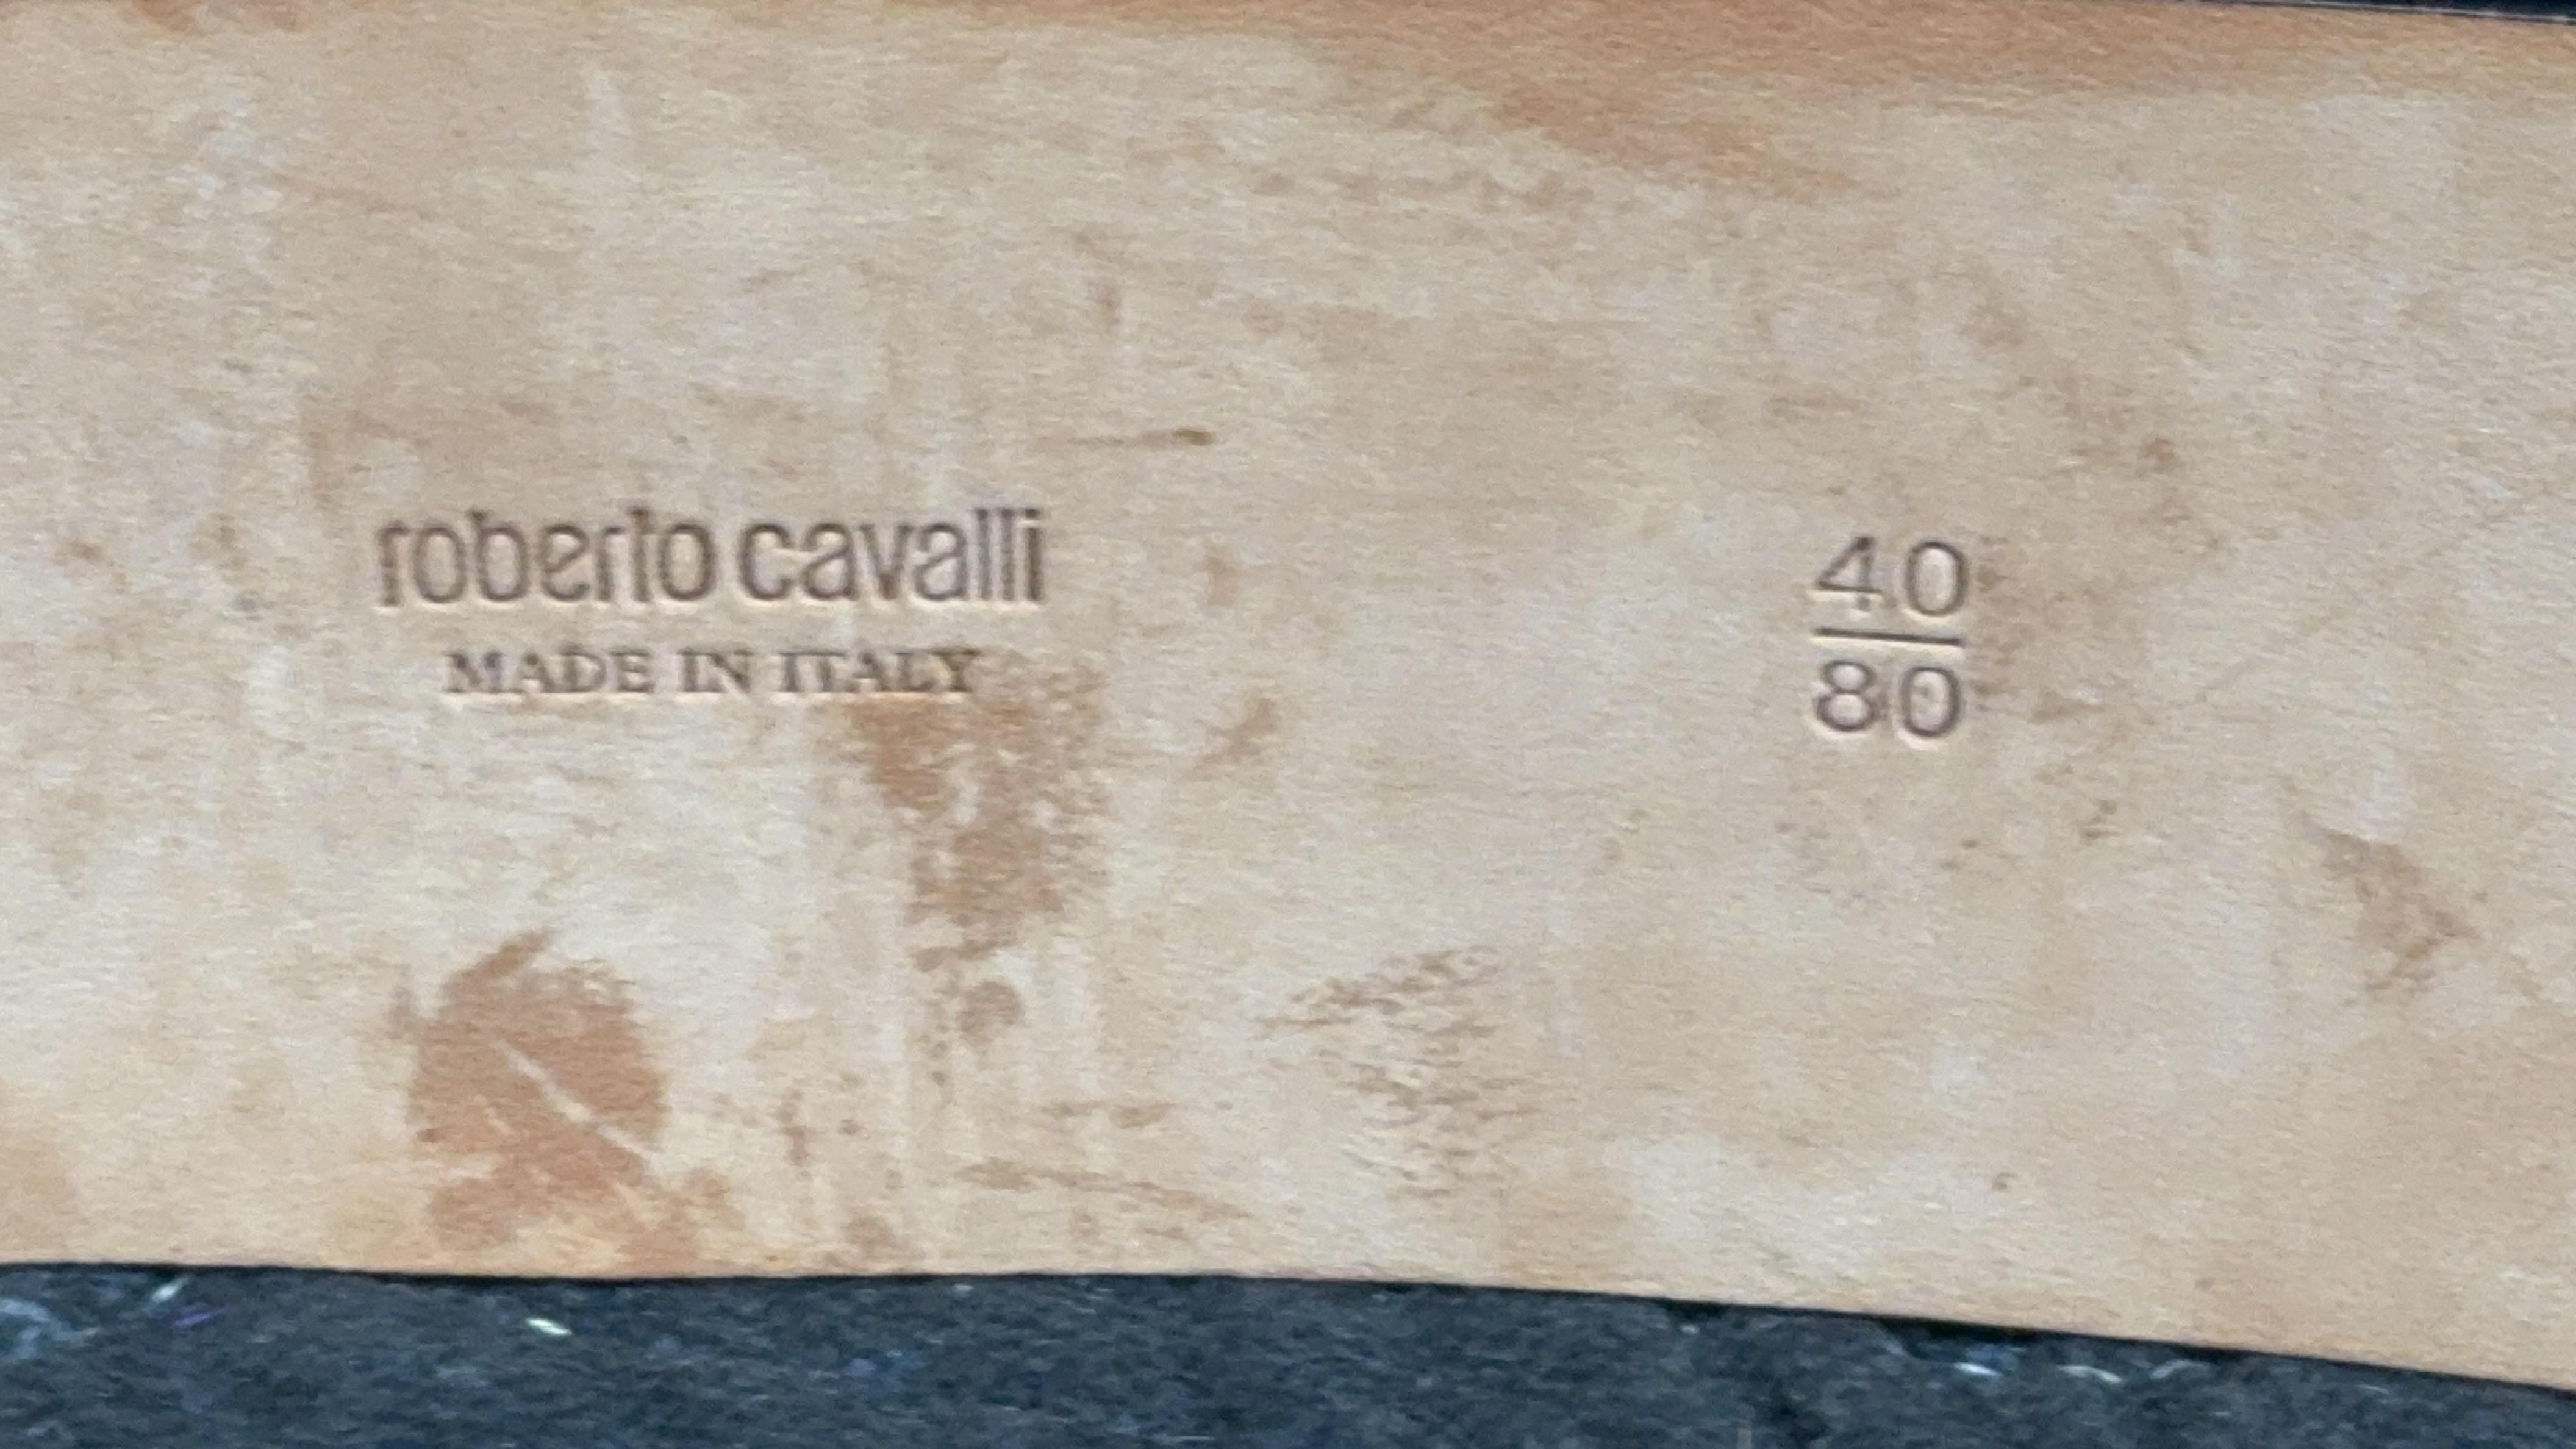 roberto cavalli
MADE IN ITALY
40
80